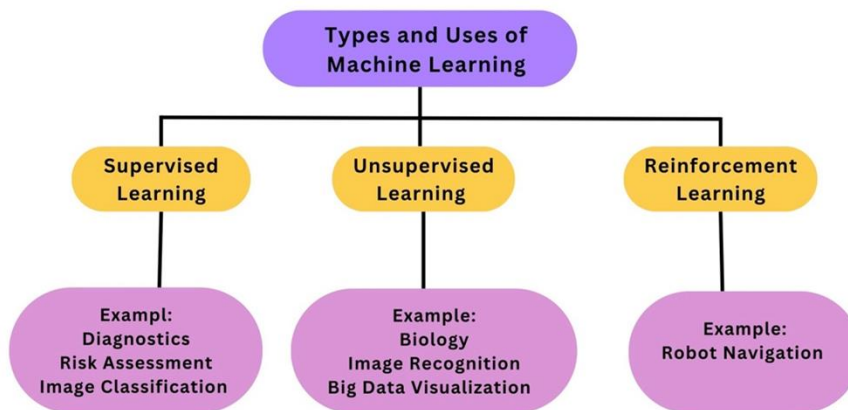 Types and Uses of
Machine Learning
Supervised
Learning
Unsupervised
Learning
Reinforcement
Learning
Exampl:
Diagnostics
Risk Assessment
Image Classification
Example:
Biology
Image Recognition
Big Data Visualization
Example:
Robot Navigation